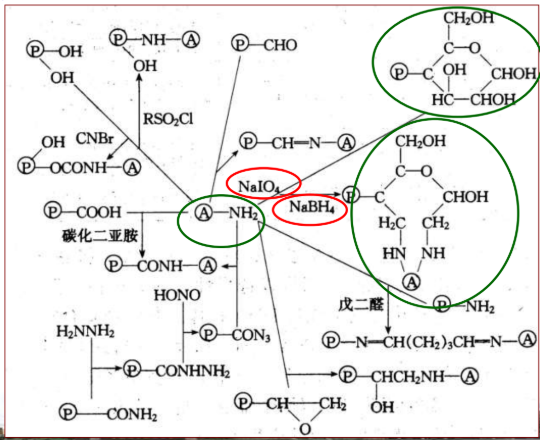 CH₂OH
Ⓟ—OH
OH
Ⓟ—NH—Ⓐ
OH
Ⓟ—CHO
O
Ⓟ OH CHOH
HC CHOH
RSO₂Cl
CNBr
OH
Ⓟ—OCONH—Ⓐ
Ⓟ—CH=N—Ⓐ
CH₂OH
O
NaIO₄
Ⓟ CHOH
NaBH₄
Ⓐ—NH₂
Ⓟ—COOH
碳化二亚胺
H₂C CH₂
HN NH
Ⓐ
Ⓟ—CONH—Ⓐ
HONO
戊二醛
Ⓟ—NH₂
H₂NNH₂
Ⓟ—CON₃
Ⓟ—N=CH(CH₂)₃CH=N—Ⓐ
Ⓟ—CONHNH₂
Ⓟ—CHCH₂NH—Ⓐ
OH
Ⓟ—CONH₂
Ⓟ—CH—CH₂
O